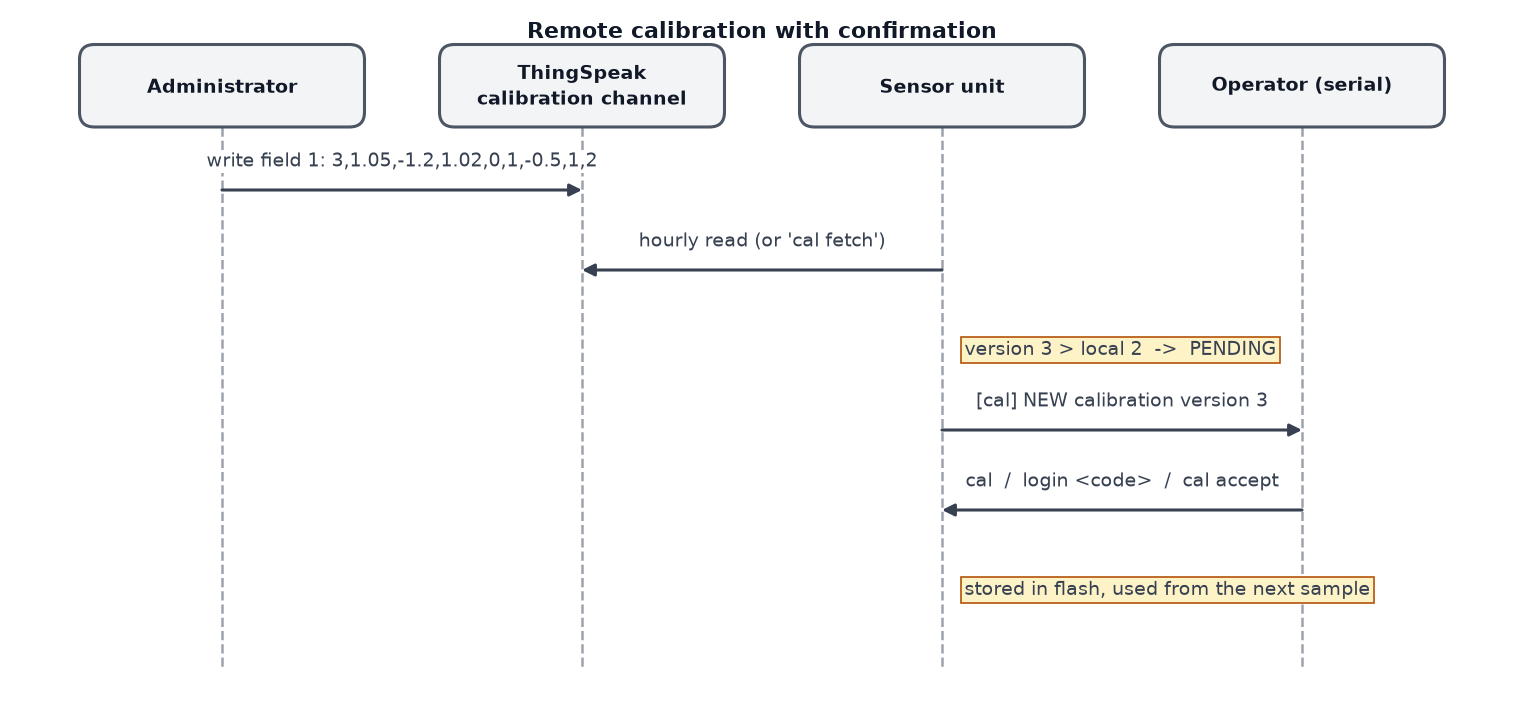 Remote calibration with confirmation
Administrator
ThingSpeak
calibration channel
Sensor unit
Operator (serial)
write field 1: 3,1.05,-1.2,1.02,0,1,-0.5,1,2
hourly read (or 'cal fetch')
version 3 > local 2  ->  PENDING
[cal] NEW calibration version 3
cal  /  login <code>  /  cal accept
stored in flash, used from the next sample